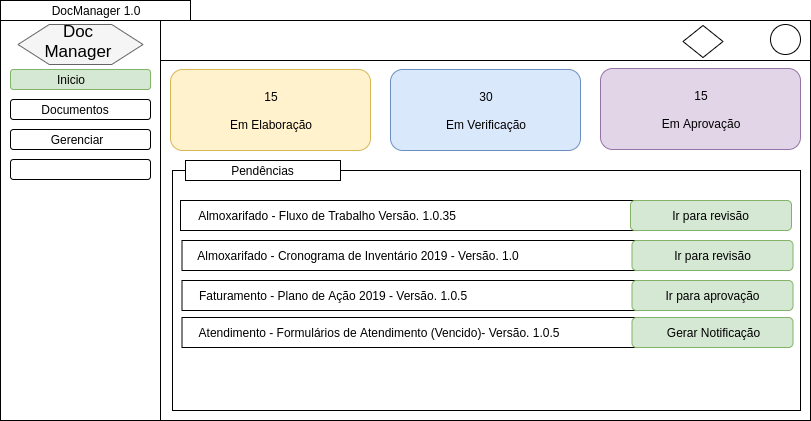 DocManager 1.0
Doc
Manager
Inicio
Documentos
Gerenciar
15
Em Elaboração
30
Em Verificação
15
Em Aprovação
Pendências
Almoxarifado - Fluxo de Trabalho Versão. 1.0.35
Ir para revisão
Almoxarifado - Cronograma de Inventário 2019 - Versão. 1.0
Ir para revisão
Faturamento - Plano de Ação 2019 - Versão. 1.0.5
Ir para aprovação
Atendimento - Formulários de Atendimento (Vencido)- Versão. 1.0.5
Gerar Notificação